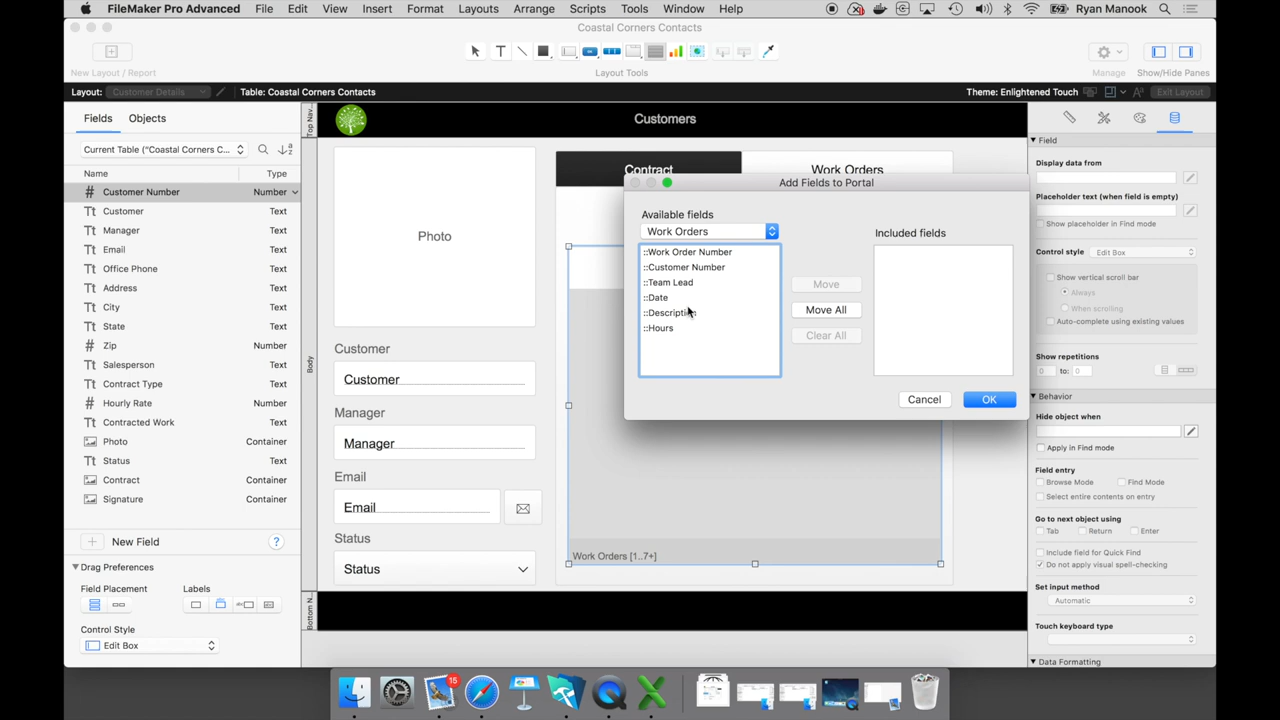 FileMaker Pro Advanced File Edit View Insert Format Layouts Arrange Scripts Tools Window Help Ryan Manook
Coastal Corners Contacts
New Layout / Report Layout Tools Manage Show/Hide Panes
Layout: Customer Details Table: Coastal Corners Contacts Theme: Enlightened Touch Exit Layout
Fields Objects
Current Table ("Coastal Corners C...
Name Type
Customer Number Number
Customer Text
Manager Text
Email Text
Office Phone Text
Address Text
City Text
State Text
Zip Number
Salesperson Text
Contract Type Text
Hourly Rate Number
Contracted Work Text
Photo Container
Status Text
Contract Container
Signature Container
New Field ?
Drag Preferences
Field Placement Labels
Control Style
Edit Box
Top Nav...
Body
Bottom N...
Customers
Photo
Customer
Customer
Manager
Manager
Email
Email
Status
Status
Contract Work Orders
Work Orders [1..7+]
Add Fields to Portal
Available fields
Work Orders
::Work Order Number
::Customer Number
::Team Lead
::Date
::Description
::Hours
Move
Move All
Clear All
Included fields
Cancel OK
Field
Display data from
Placeholder text (when field is empty)
Show placeholder in Find mode
Control style Edit Box
Show vertical scroll bar
Always
When scrolling
Auto-complete using existing values
Show repetitions
0 to: 0
Behavior
Hide object when
Apply in Find mode
Field entry
Browse Mode Find Mode
Select entire contents on entry
Go to next object using
Tab Return Enter
Include field for Quick Find
Do not apply visual spell-checking
Set input method
Automatic
Touch keyboard type
Data Formatting
15